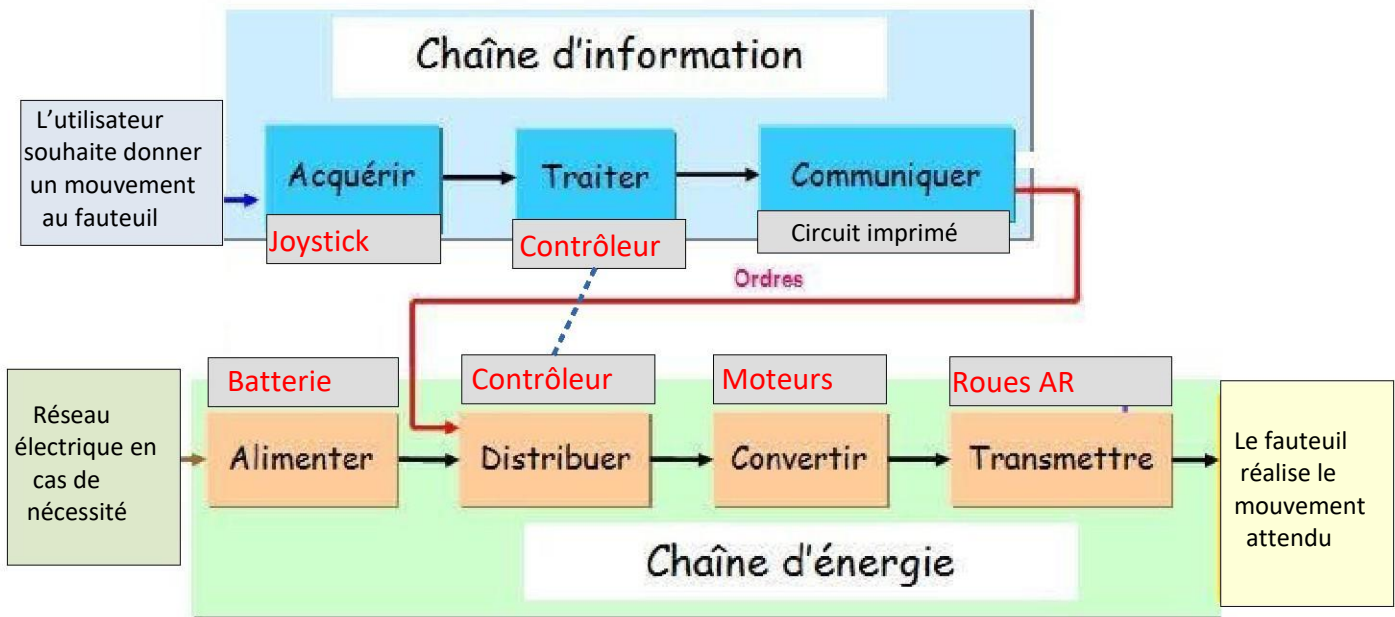 Chaîne d'information
L'utilisateur
souhaite donner
un mouvement
au fauteuil
Acquérir
Traiter
Communiquer
Joystick
Contrôleur
Circuit imprimé
Ordres
Batterie
Contrôleur
Moteurs
Roues AR
Réseau
électrique en
cas de
nécessité
Alimenter
Distribuer
Convertir
Transmettre
Le fauteuil
réalise le
mouvement
attendu
Chaîne d'énergie